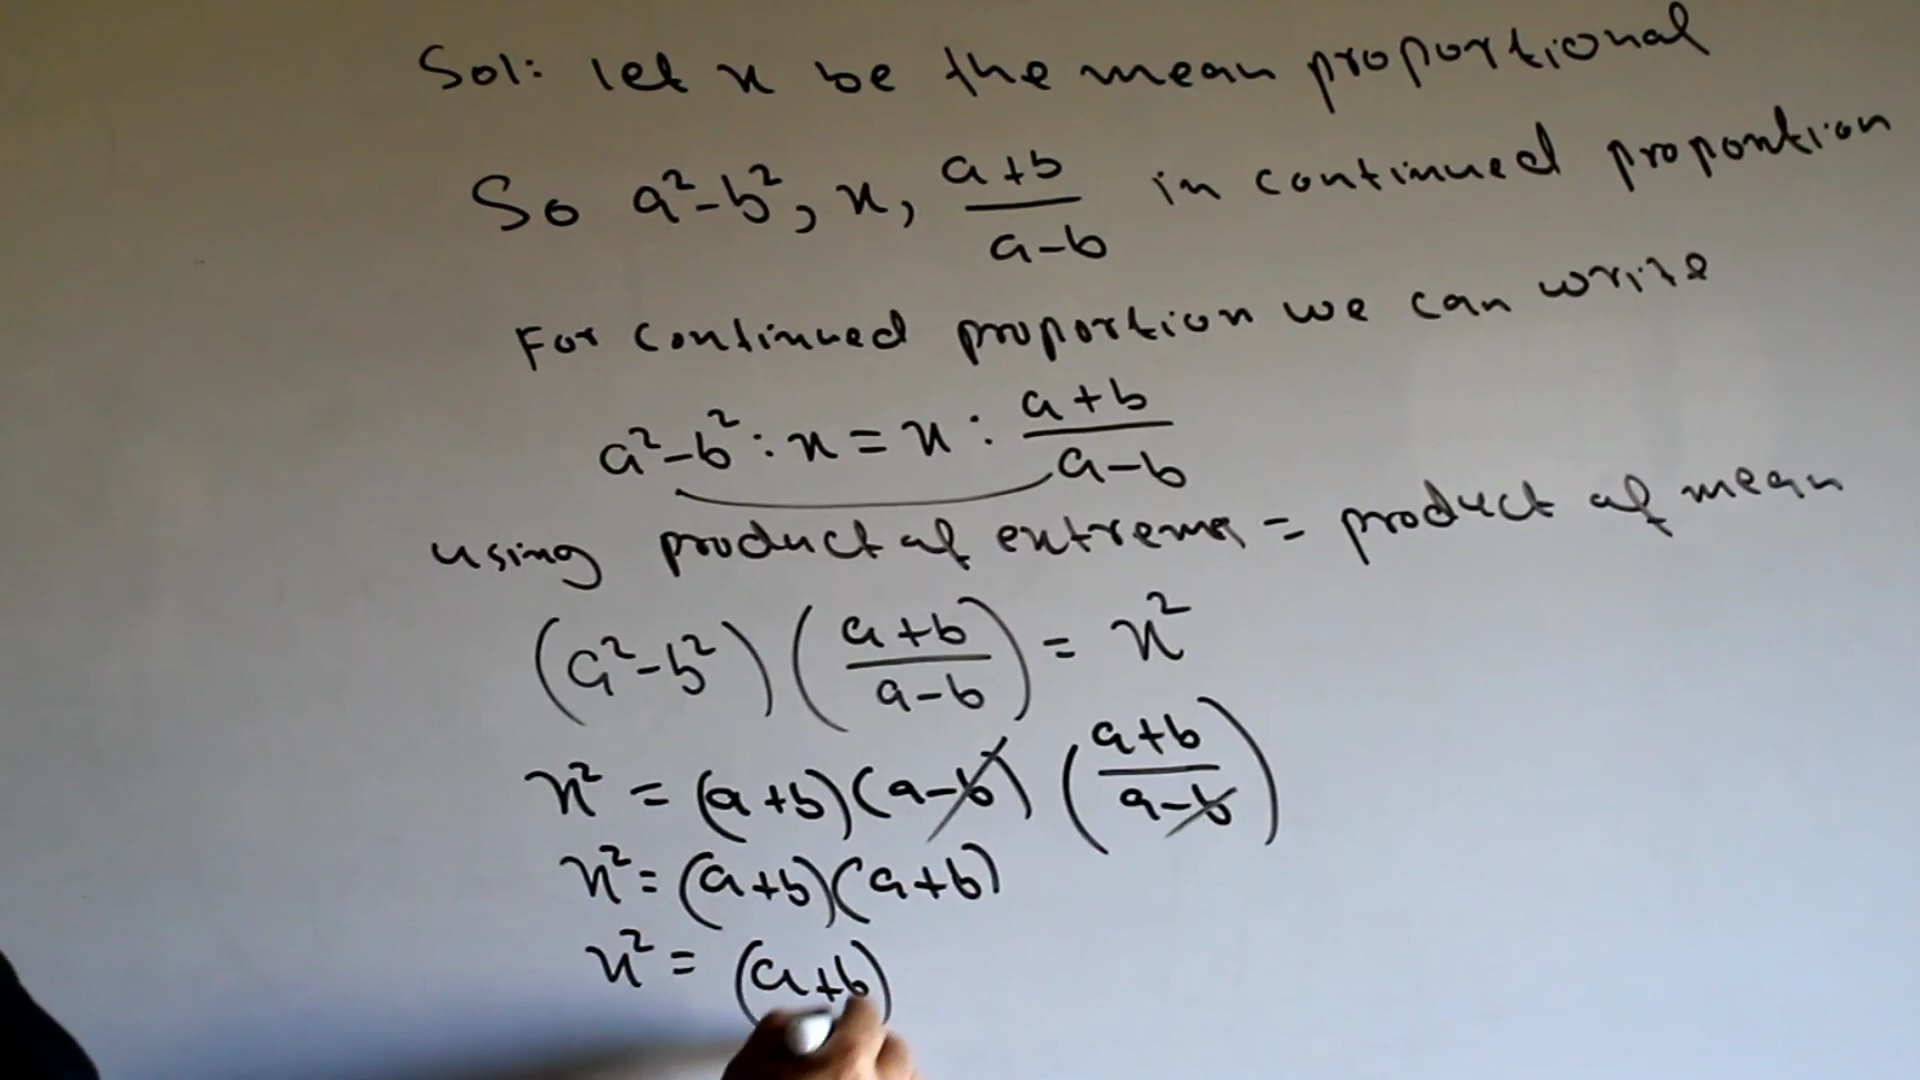 Sol: let x be the mean proportional
So a²-b², x, (a+b)/(a-b) in continued proportion
For continued proportion we can write
a²-b² : x = x : (a+b)/(a-b)
using product of extreme = product of mean
(a²-b²) ((a+b)/(a-b)) = x²
x² = (a+b)(a-b) ((a+b)/(a-b))
x² = (a+b)(a+b)
x² = (a+b)